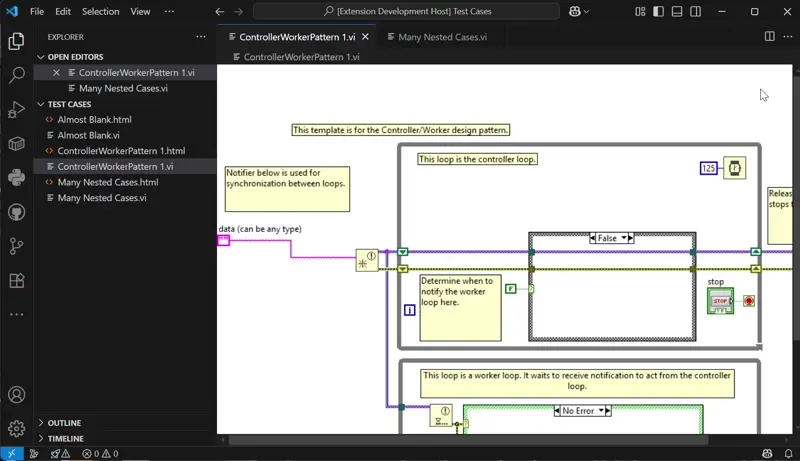 File Edit Selection ···
[Extension Development Host] Test Cases
EXPLORER
OPEN EDITORS
ControllerWorkerPattern 1.vi
Many Nested Cases.vi
TEST CASES
Almost Blank.html
Almost Blank.vi
ControllerWorkerPattern 1.html
ControllerWorkerPattern 1.vi
Many Nested Cases.html
Many Nested Cases.vi
OUTLINE
TIMELINE
0 0
ControllerWorkerPattern 1.vi
Many Nested Cases.vi
ControllerWorkerPattern 1.vi
This template is for the Controller/Worker design pattern.
This loop is the controller loop.
125
Notifier below is used for
synchronization between loops.
Releas
stops t
data (can be any type)
False
Determine when to
notify the worker
loop here.
F
?
i
stop
STOP
This loop is a worker loop. It waits to receive notification to act from the controller
loop.
No Error
?